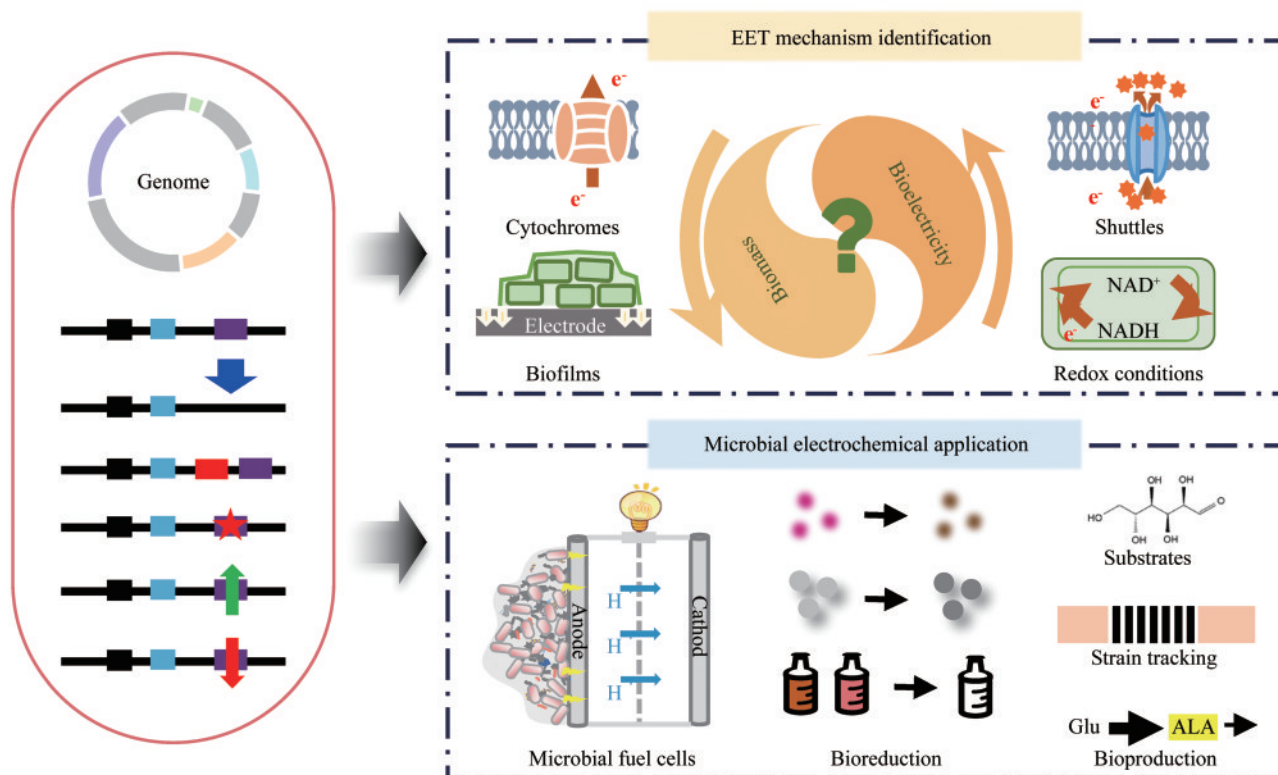 Genome
EET mechanism identification
e-
e-
Cytochromes
Electrode
Biofilms
Biomass
?
Bioelectricity
e-
e-
Shuttles
NAD+
NADH
e-
Redox conditions
Microbial electrochemical application
Anode
H
H
H
Cathod
Microbial fuel cells
Bioreduction
OH
OH
O
HO
OH
OH
Substrates
Strain tracking
Glu
ALA
Bioproduction